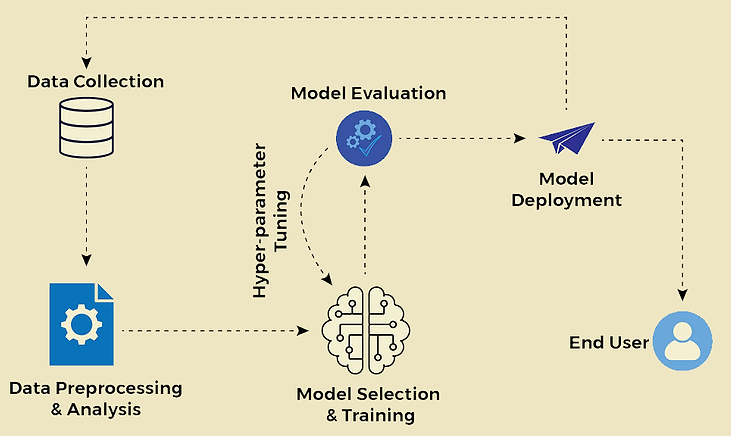 Data Collection
Model Evaluation
Hyper-parameter
Tuning
Model
Deployment
End User
Data Preprocessing
& Analysis
Model Selection
& Training